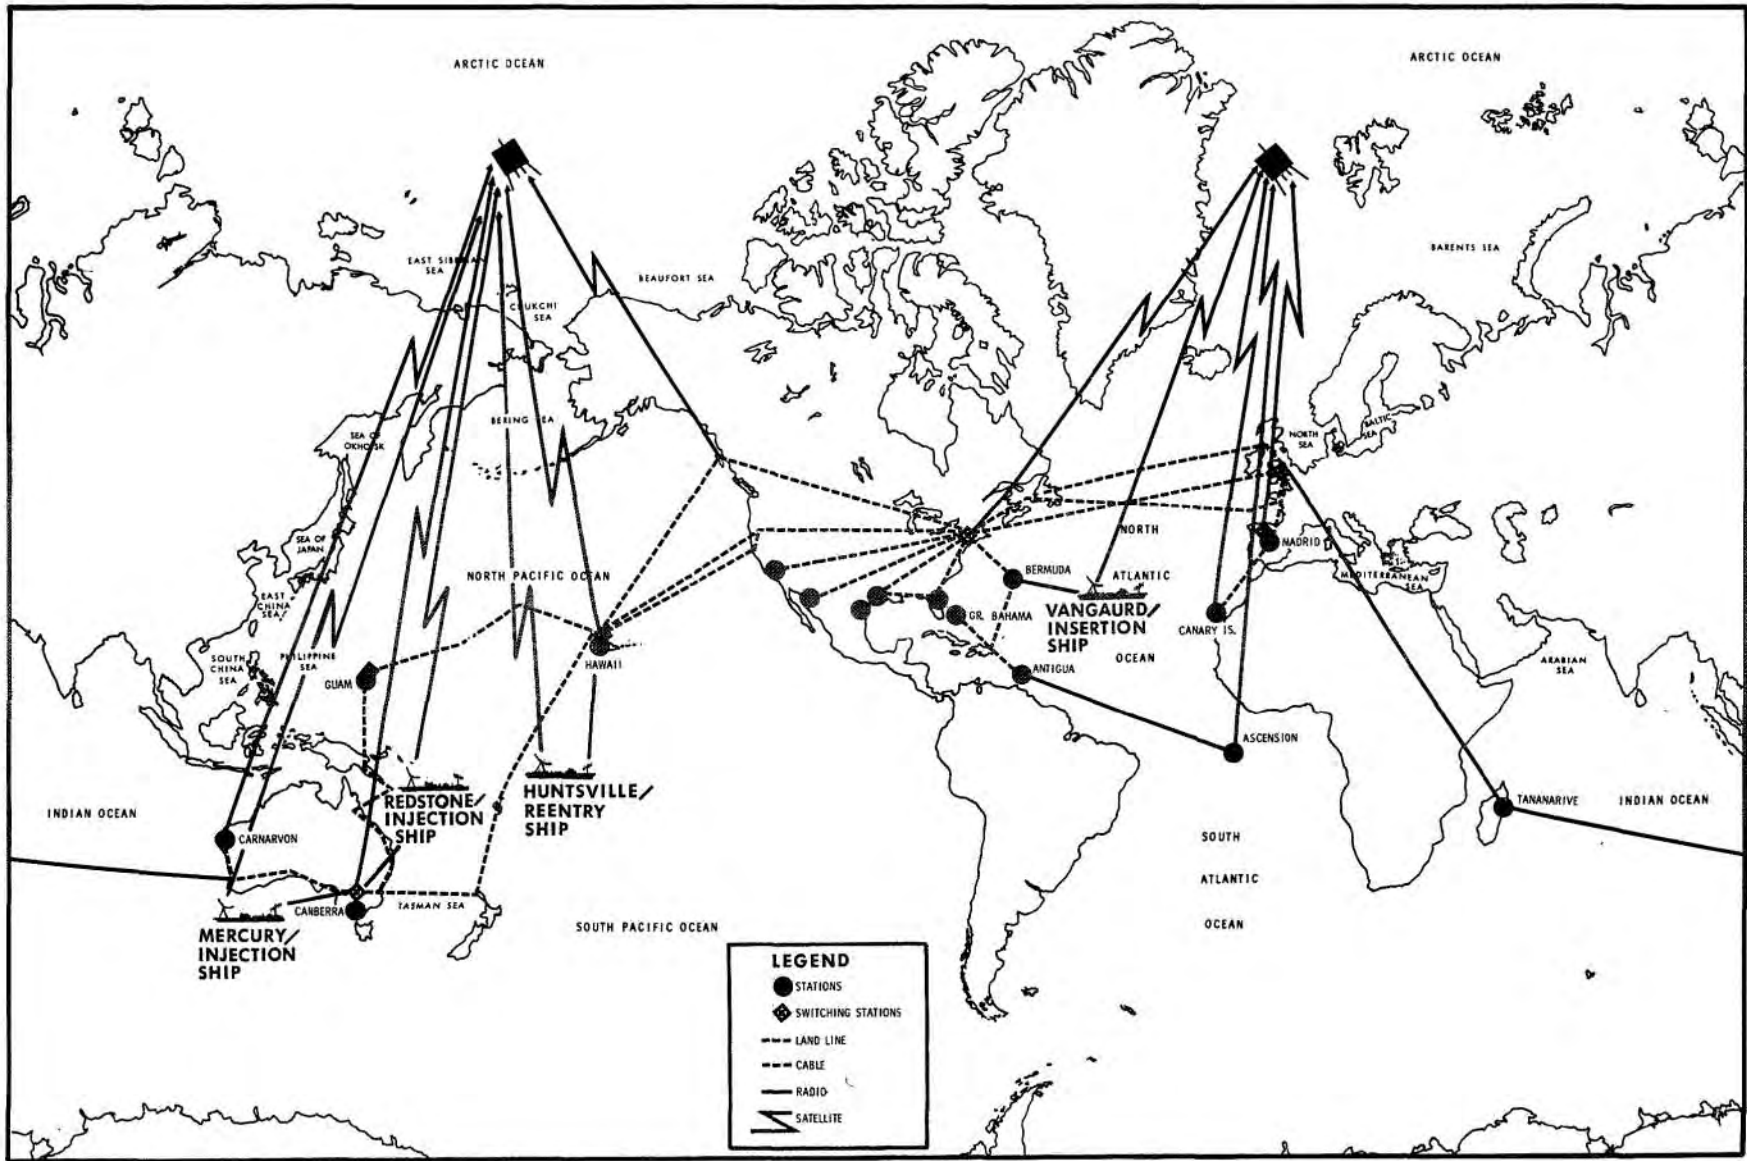 ARCTIC OCEAN
ARCTIC OCEAN
BARENTS SEA
EAST SIBERIAN
SEA
BEAUFORT SEA
CHUKCHI
SEA
BERING SEA
SEA OF
OKHOTSK
NORTH
SEA
BALTIC
SEA
SEA OF
JAPAN
NORTH
MADRID
NORTH PACIFIC OCEAN
BERMUDA
ATLANTIC
MEDITERRANEAN
SEA
EAST
CHINA
SEA
GR. BAHAMA
VANGAURD/
INSERTION
SHIP
CANARY IS.
SOUTH
CHINA
SEA
PHILIPPINE
SEA
HAWAII
OCEAN
ARABIAN
SEA
GUAM
ANTIGUA
ASCENSION
REDSTONE/
INJECTION
SHIP
HUNTSVILLE/
REENTRY
SHIP
INDIAN OCEAN
TANANARIVE
INDIAN OCEAN
CARNARVON
SOUTH
ATLANTIC
OCEAN
CANBERRA
TASMAN SEA
MERCURY/
INJECTION
SHIP
SOUTH PACIFIC OCEAN
LEGEND
STATIONS
SWITCHING STATIONS
LAND LINE
CABLE
RADIO
SATELLITE